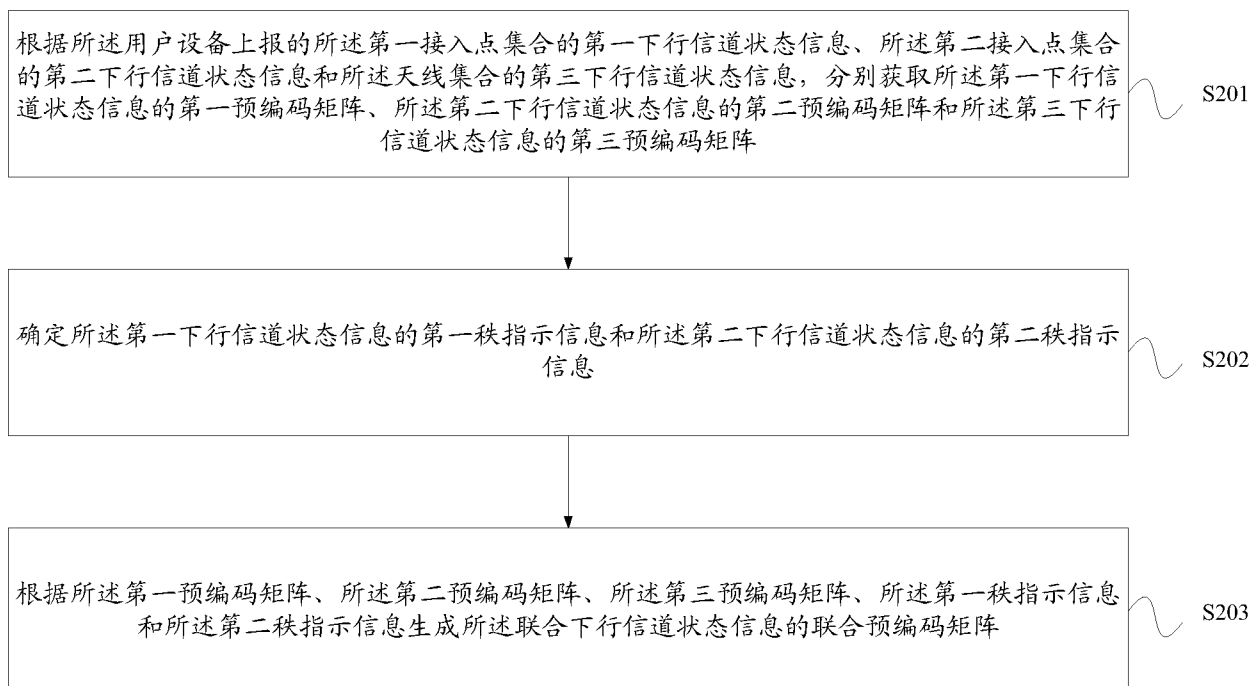 根据所述用户设备上报的所述第一接入点集合的第一下行信道状态信息、所述第二接入点集合
的第二下行信道状态信息和所述天线集合的第三下行信道状态信息，分别获取所述第一下行信
道状态信息的第一预编码矩阵、所述第二下行信道状态信息的第二预编码矩阵和所述第三下行
信道状态信息的第三预编码矩阵
S201
确定所述第一下行信道状态信息的第一秩指示信息和所述第二下行信道状态信息的第二秩指示
信息
S202
根据所述第一预编码矩阵、所述第二预编码矩阵、所述第三预编码矩阵、所述第一秩指示信息
和所述第二秩指示信息生成所述联合下行信道状态信息的联合预编码矩阵
S203